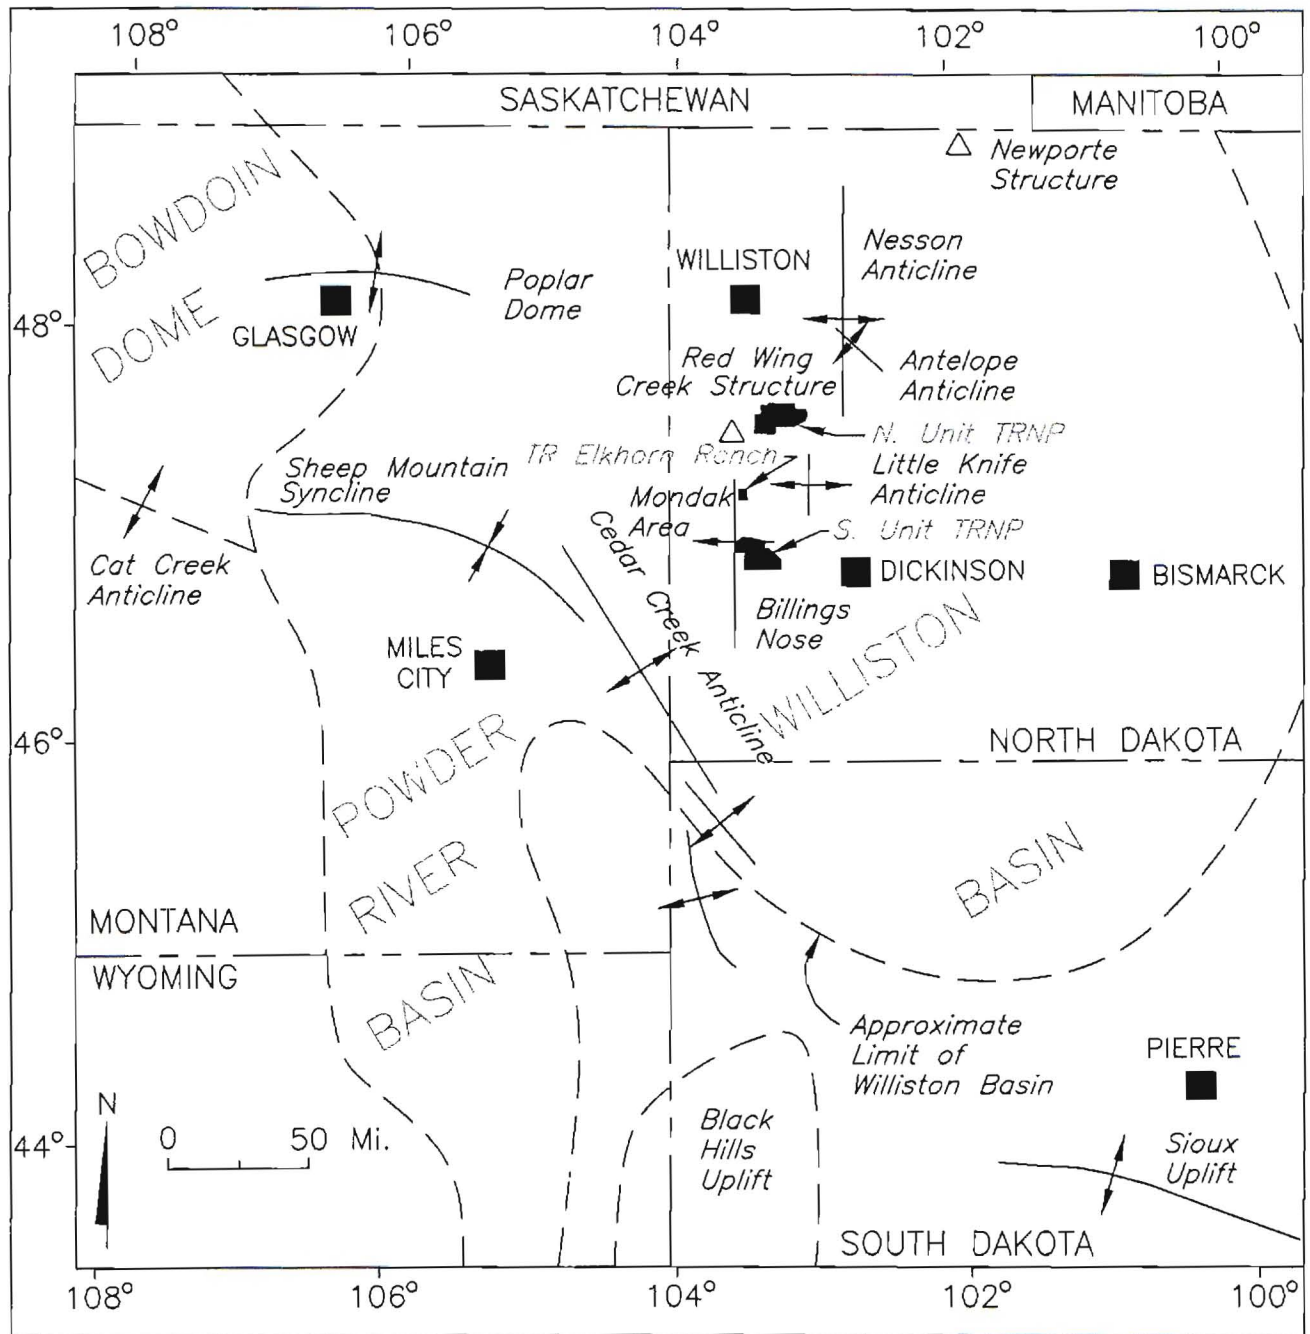 108°
106°
104°
102°
100°
SASKATCHEWAN
MANITOBA
Newporte
Structure
BOWDOIN
DOME
Nesson
Anticline
WILLISTON
Poplar
Dome
48°
GLASGOW
Red Wing
Creek Structure
Antelope
Anticline
N. Unit TRNP
TR Elkhorn Ranch
Little Knife
Anticline
Sheep Mountain
Syncline
Mondak
Area
S. Unit TRNP
Cedar Creek Anticline
Cat Creek
Anticline
DICKINSON
BISMARCK
Billings
Nose
MILES
CITY
WILLISTON
BASIN
46°
NORTH DAKOTA
POWDER
RIVER
BASIN
MONTANA
WYOMING
Approximate
Limit of
Williston Basin
PIERRE
N
0 50 Mi.
44°
Black
Hills
Uplift
Sioux
Uplift
SOUTH DAKOTA
108°
106°
104°
102°
100°